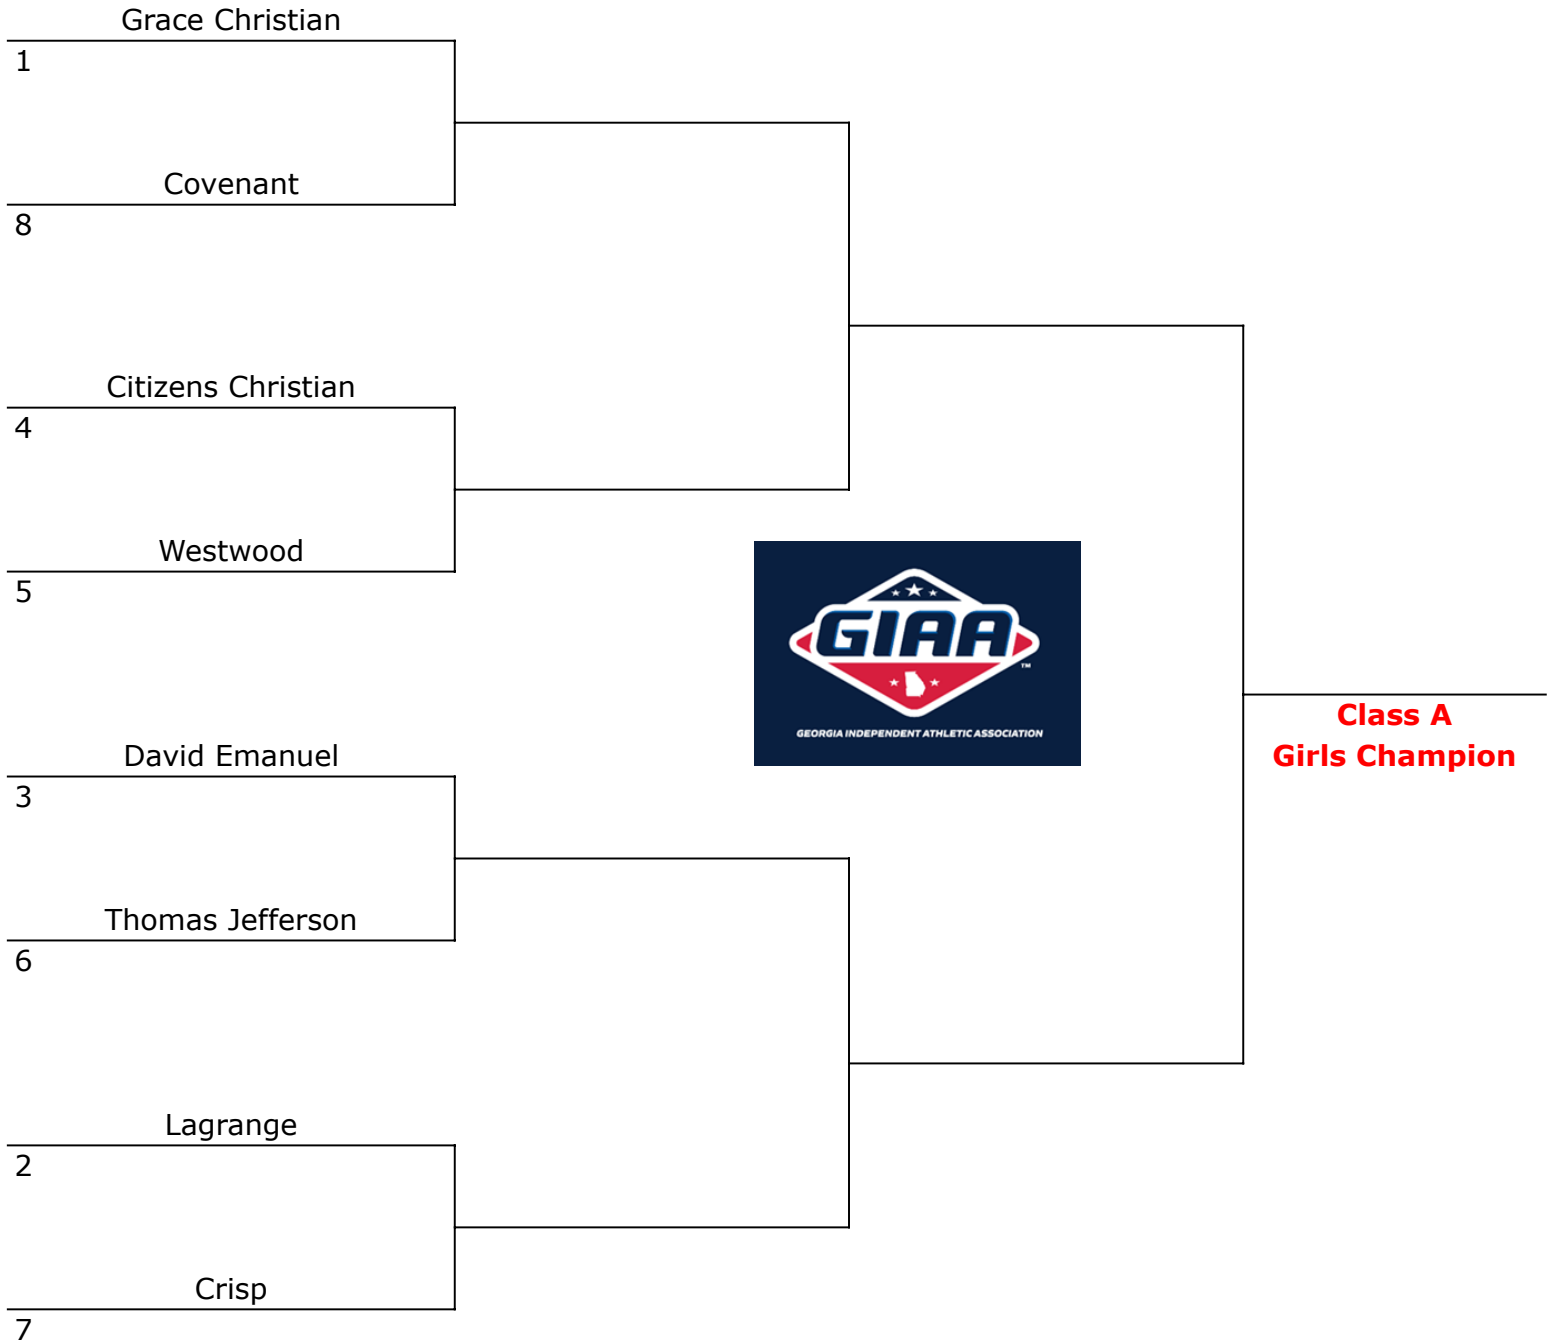 Grace Christian
1
Covenant
8
Citizens Christian
4
Westwood
5
GIAA
TM
GEORGIA INDEPENDENT ATHLETIC ASSOCIATION
Class A
Girls Champion
David Emanuel
3
Thomas Jefferson
6
Lagrange
2
Crisp
7